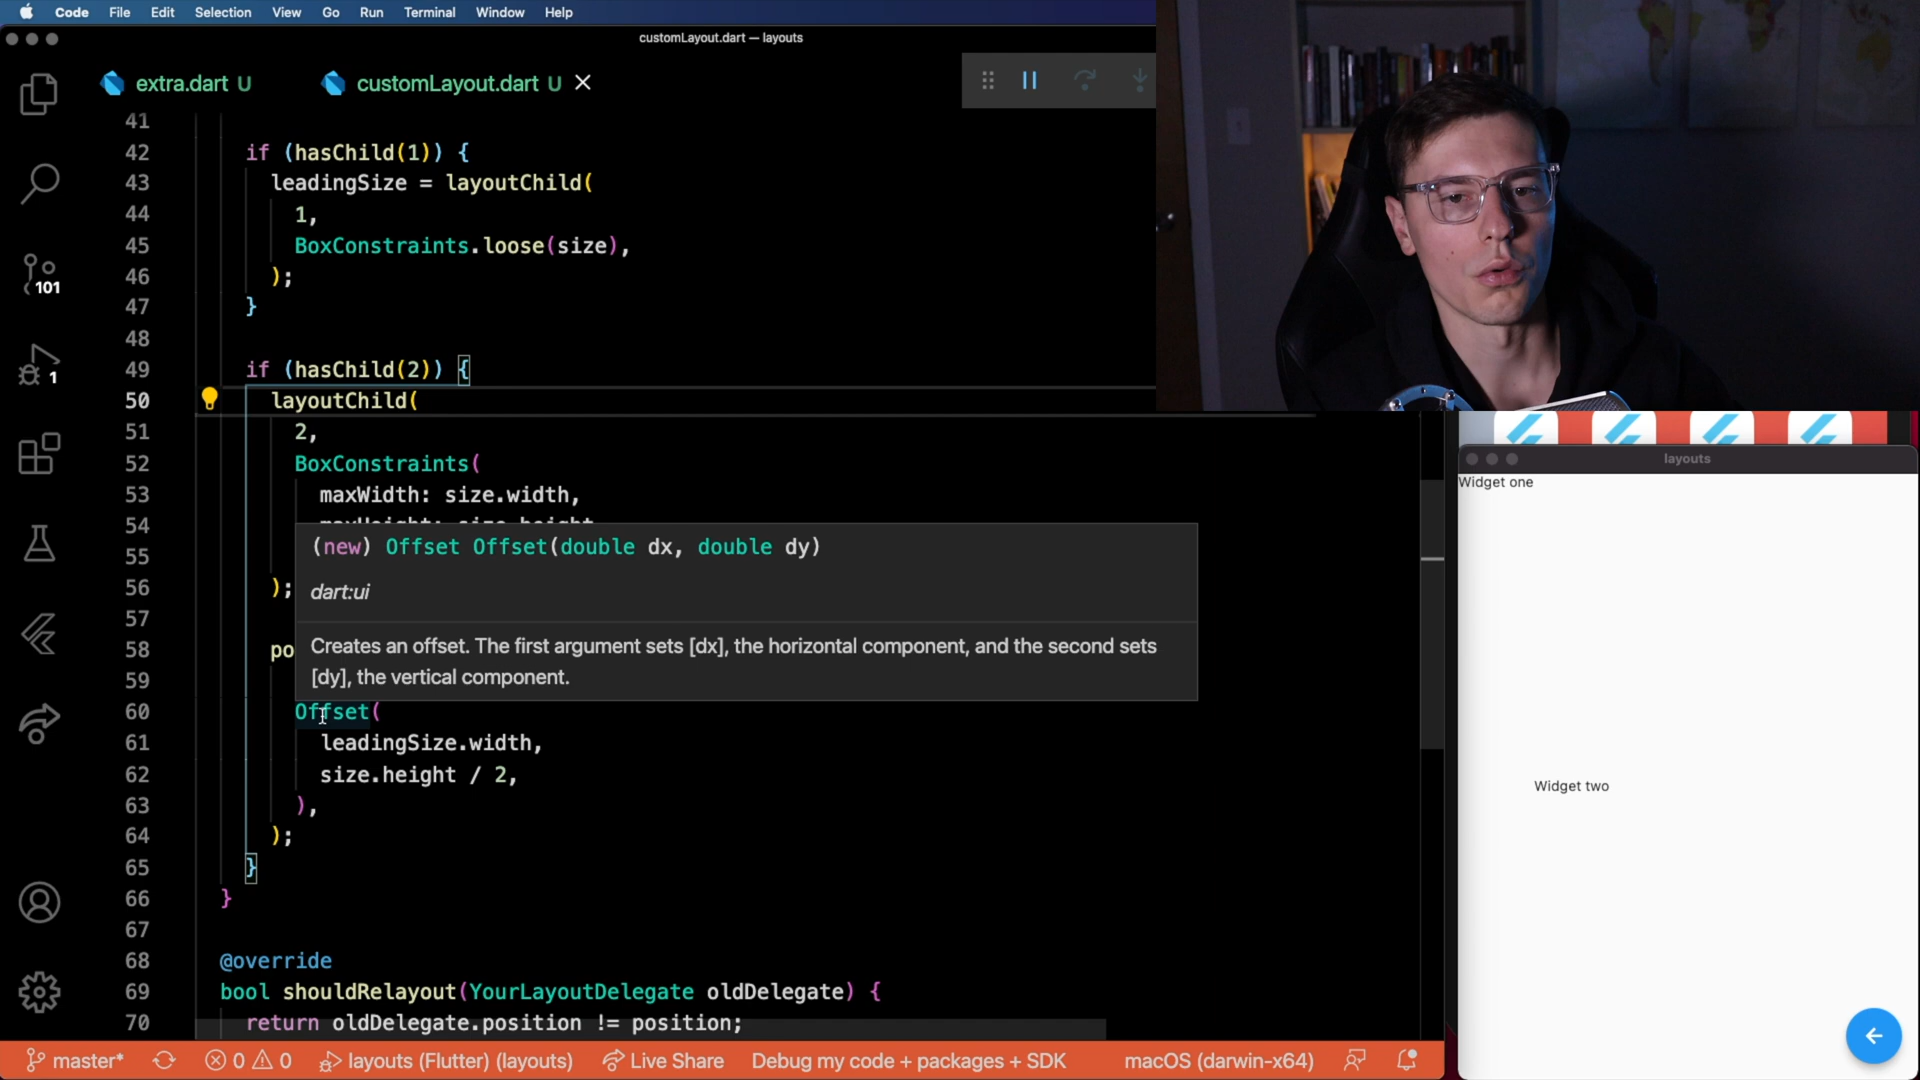 Code File Edit Selection View Go Run Terminal Window Help
customLayout.dart — layouts
extra.dart U customLayout.dart U
41
42 if (hasChild(1)) {
43 leadingSize = layoutChild(
44 1,
45 BoxConstraints.loose(size),
46 );
47 }
48
49 if (hasChild(2)) {
50 layoutChild(
51 2,
52 BoxConstraints(
53 maxWidth: size.width,
54 maxHeight: size.height
55
(new) Offset Offset(double dx, double dy)
dart:ui
Creates an offset. The first argument sets [dx], the horizontal component, and the second sets
[dy], the vertical component.
56 );
57
58 po
59
60 Offset(
61 leadingSize.width,
62 size.height / 2,
63 ),
64 );
65 }
66 }
67
68 @override
69 bool shouldRelayout(YourLayoutDelegate oldDelegate) {
70 return oldDelegate.position != position;
101
1
master* 0 0 layouts (Flutter) (layouts) Live Share Debug my code + packages + SDK macOS (darwin-x64)
layouts
Widget one
Widget two